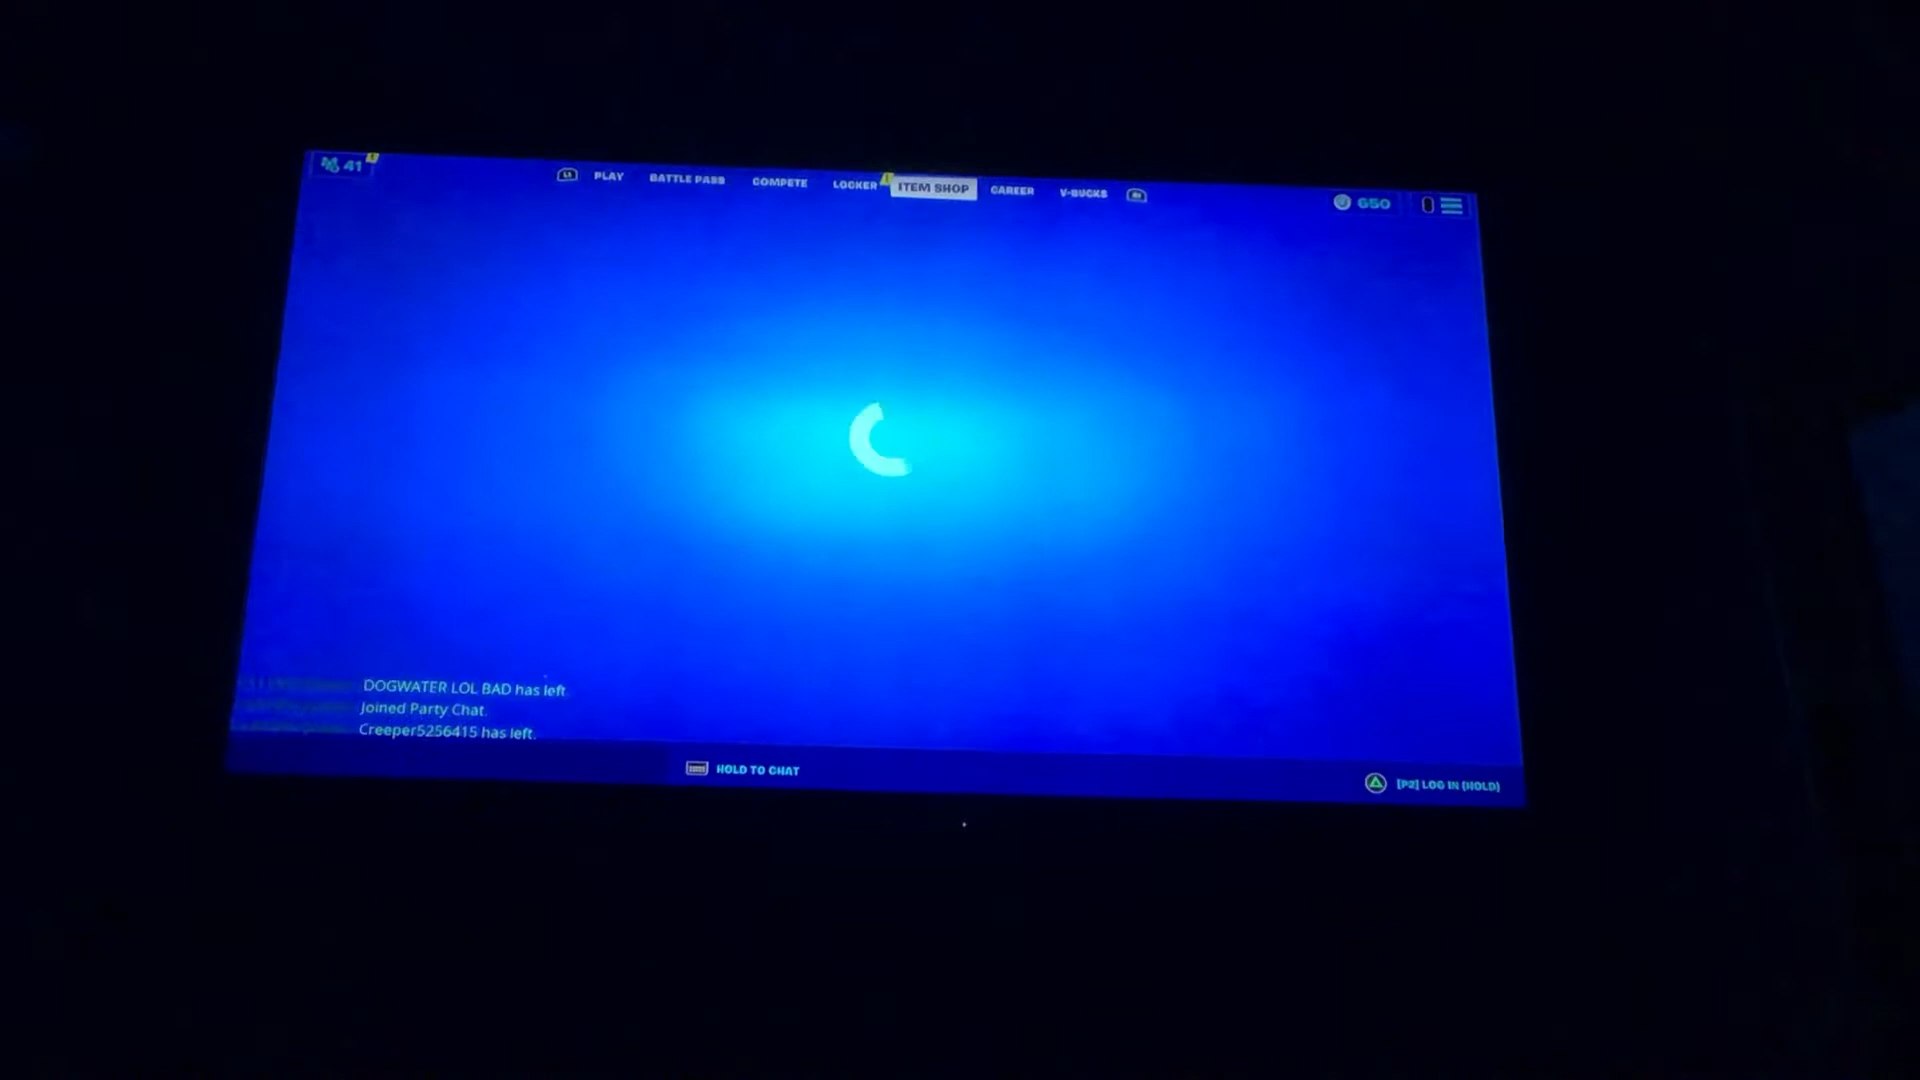 41
PLAY BATTLE PASS COMPETE LOCKER ITEM SHOP CAREER V-BUCKS
650
DOGWATER LOL BAD has left.
Joined Party Chat.
Creeper5256415 has left.
HOLD TO CHAT
[P2] LOG IN (HOLD)